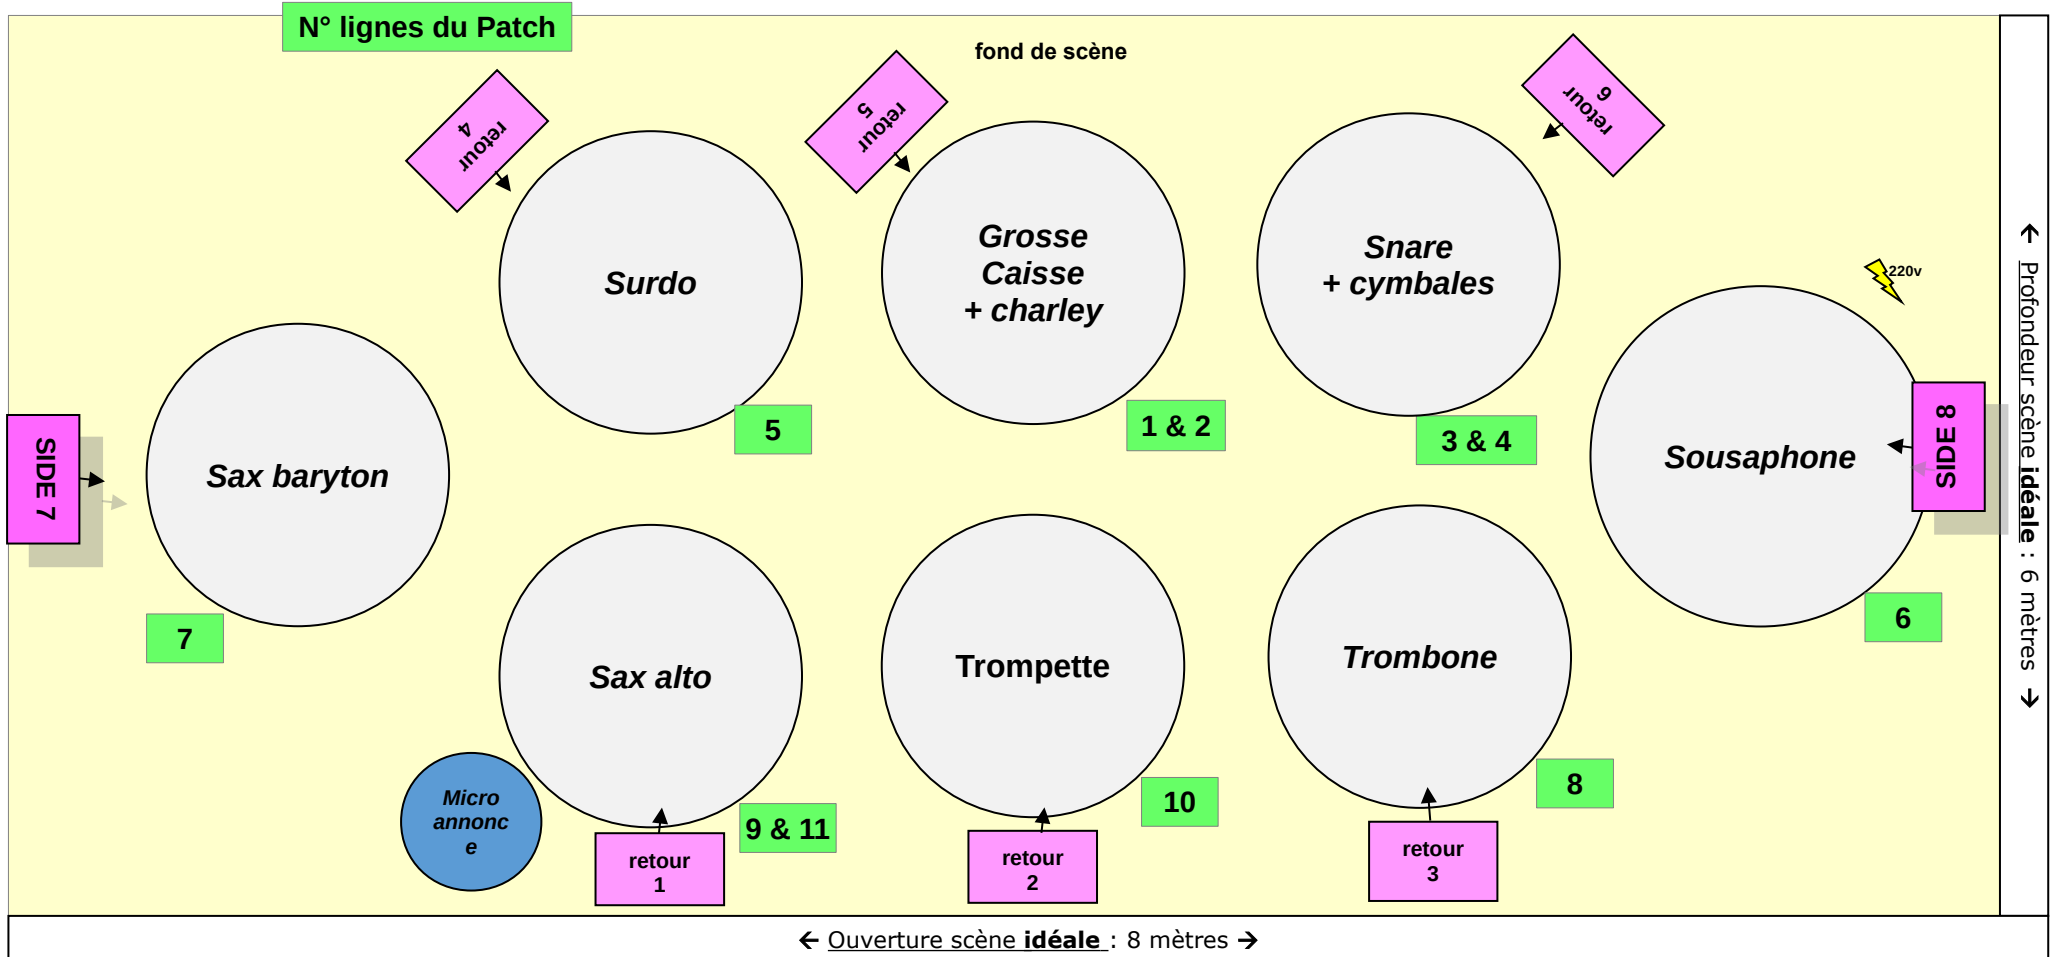 N° lignes du Patch
fond de scène
retour
4
retour
5
retour
6
Surdo
Grosse
Caisse
+ charley
Snare
+ cymbales
220v
5
1 & 2
3 & 4
SIDE 7
Sax baryton
Sousaphone
SIDE 8
7
6
Sax alto
Trompette
Trombone
Micro
annonc
e
9 & 11
10
8
retour
1
retour
2
retour
3
← Profondeur scène idéale : 6 mètres →
← Ouverture scène idéale : 8 mètres →